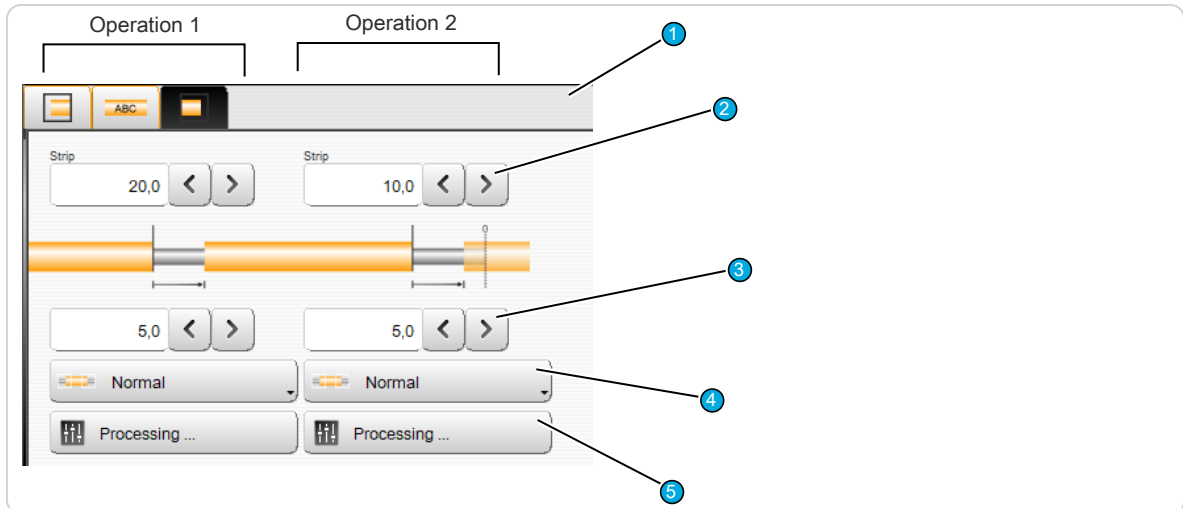 Operation 1 Operation 2
1
ABC
2
Strip Strip
20,0 10,0
0
3
5,0 5,0
Normal Normal
4
Processing ... Processing ...
5